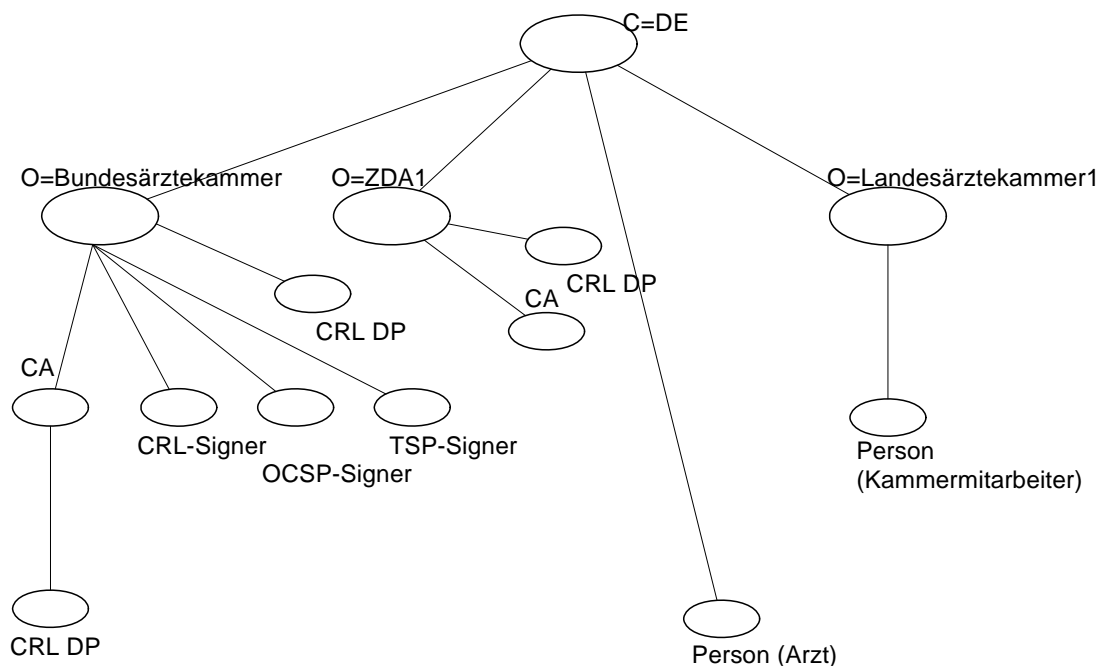 C=DE
O=Bundesärztekammer
O=ZDA1
O=Landesärztekammer1
CRL DP
CA
CRL DP
CA
CRL-Signer
TSP-Signer
OCSP-Signer
Person
(Kammermitarbeiter)
CRL DP
Person (Arzt)